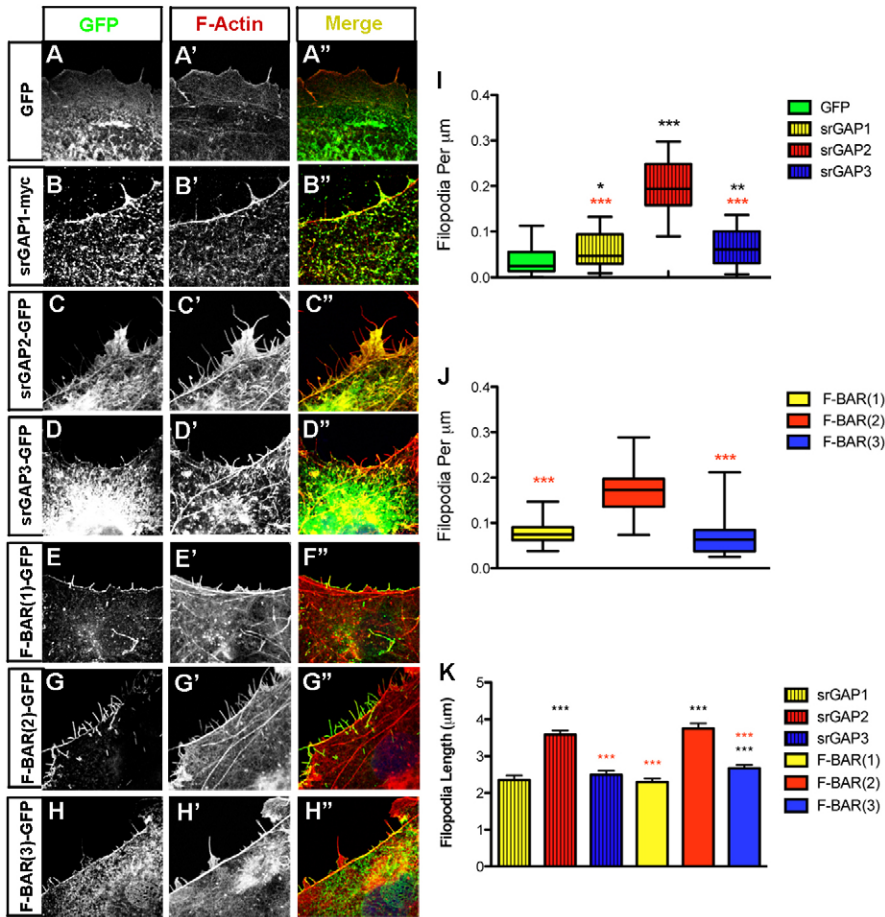 GFP F-Actin Merge
GFP
A A' A"
srGAP1-myc
B B' B"
srGAP2-GFP
C C' C"
srGAP3-GFP
D D' D"
F-BAR(1)-GFP
E E' F"
F-BAR(2)-GFP
G G' G"
F-BAR(3)-GFP
H H' H"
I
Filopodia Per μm
0.4
0.3
0.2
0.1
0.0
*
***
***
**
***
GFP
srGAP1
srGAP2
srGAP3
J
Filopodia Per μm
0.4
0.3
0.2
0.1
0.0
***
***
F-BAR(1)
F-BAR(2)
F-BAR(3)
K
Filopodia Length (μm)
5
4
3
2
1
0
***
***
***
***
***
***
srGAP1
srGAP2
srGAP3
F-BAR(1)
F-BAR(2)
F-BAR(3)